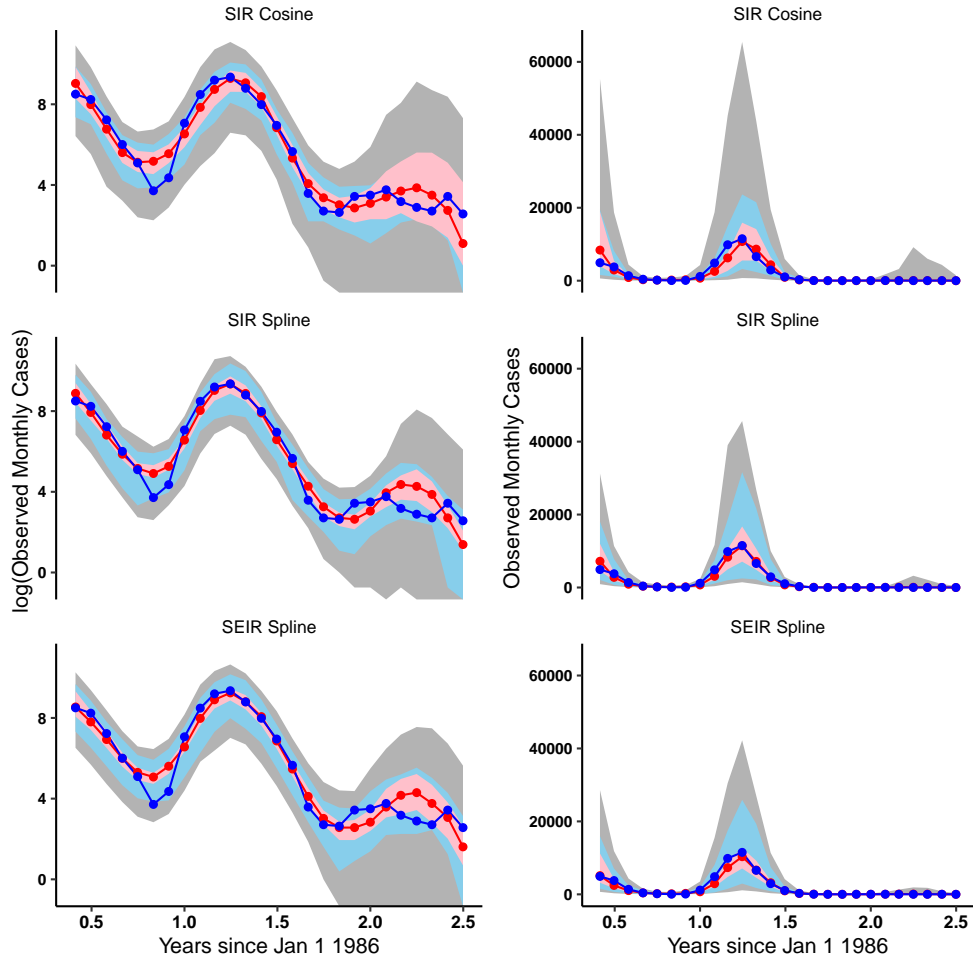 SIR Cosine
8
4
0
SIR Cosine
60000
40000
20000
0
SIR Spline
8
4
0
SIR Spline
60000
40000
20000
0
SEIR Spline
8
4
0
0.5 1.0 1.5 2.0 2.5
SEIR Spline
60000
40000
20000
0
0.5 1.0 1.5 2.0 2.5
log(Observed Monthly Cases)
Observed Monthly Cases
Years since Jan 1 1986
Years since Jan 1 1986